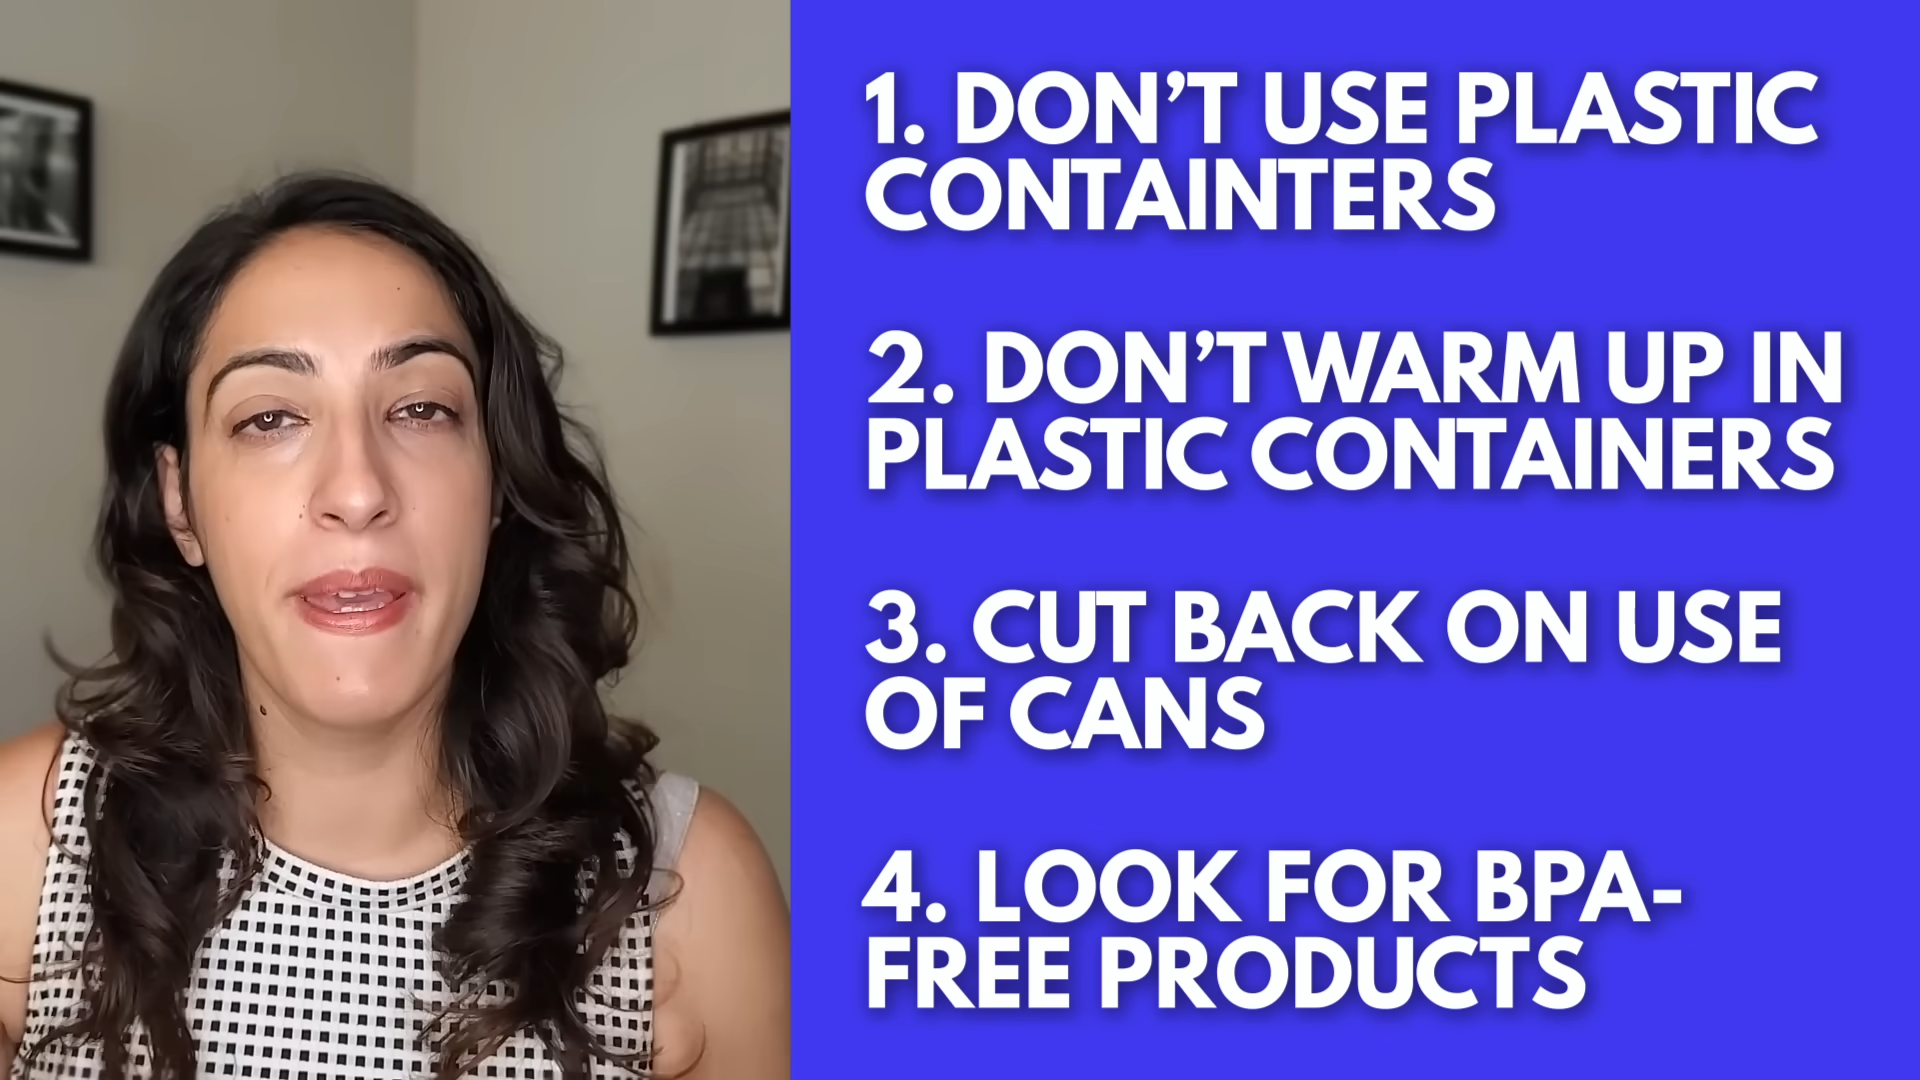 1. DON'T USE PLASTIC
CONTAINTERS
2. DON'T WARM UP IN
PLASTIC CONTAINERS
3. CUT BACK ON USE
OF CANS
4. LOOK FOR BPA-
FREE PRODUCTS